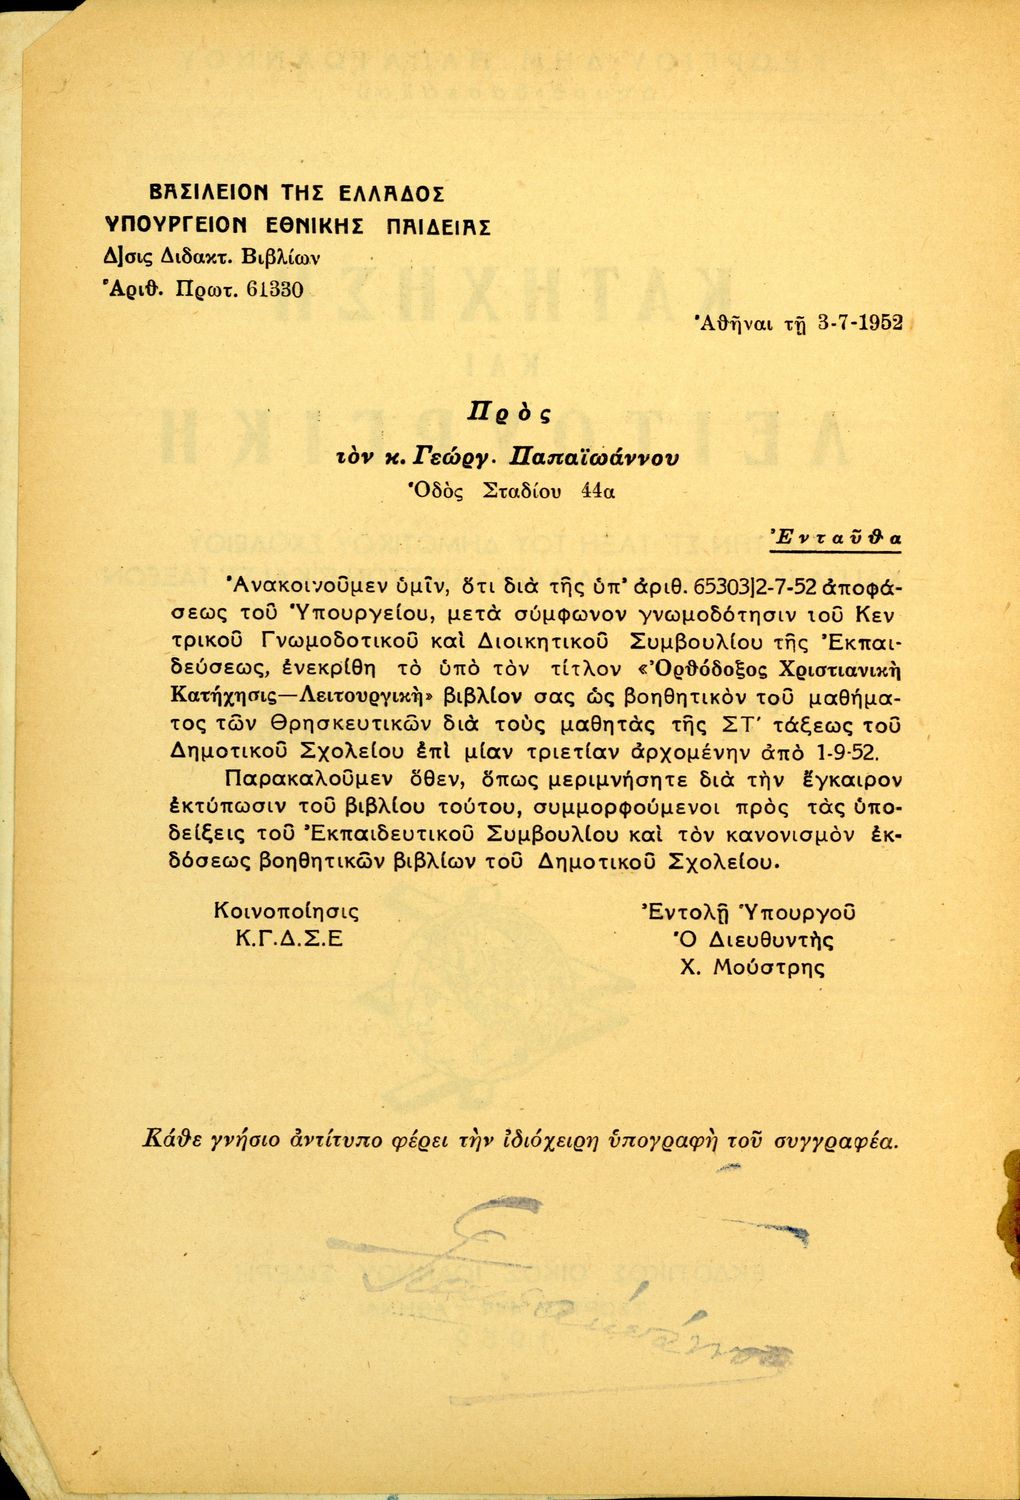 ΒΑΣΙΛΕΙΟΝ ΤΗΣ ΕΛΛΑΔΟΣ
ΥΠΟΥΡΓΕΙΟΝ ΕΘΝΙΚΗΣ ΠΑΙΔΕΙΑΣ
Δ)σις Διδακτ. Βιβλίων
Ἀριθ. Πρωτ. 61330
Ἀθῆναι τῇ 3-7-1952
Πρὸς
τὸν κ. Γεώργ. Παπαϊωάννου
Ὁδὸς Σταδίου 44α
Ἐνταῦθα
Ἀνακοινοῦμεν ὑμῖν, ὅτι διὰ τῆς ὑπ' ἀριθ. 65303)2-7-52 ἀποφά-
σεως τοῦ Ὑπουργείου, μετὰ σύμφωνον γνωμοδότησιν τοῦ Κεν
τρικοῦ Γνωμοδοτικοῦ καὶ Διοικητικοῦ Συμβουλίου τῆς Ἐκπαι-
δεύσεως, ἐνεκρίθη τὸ ὑπὸ τὸν τίτλον «Ὀρθόδοξος Χριστιανικὴ
Κατήχησις—Λειτουργικὴ» βιβλίον σας ὡς βοηθητικὸν τοῦ μαθήμα-
τος τῶν Θρησκευτικῶν διὰ τοὺς μαθητὰς τῆς ΣΤ' τάξεως τοῦ
Δημοτικοῦ Σχολείου ἐπὶ μίαν τριετίαν ἀρχομένην ἀπὸ 1-9-52.
Παρακαλοῦμεν ὅθεν, ὅπως μεριμνήσητε διὰ τὴν ἔγκαιρον
ἐκτύπωσιν τοῦ βιβλίου τούτου, συμμορφούμενοι πρὸς τὰς ὑπο-
δείξεις τοῦ Ἐκπαιδευτικοῦ Συμβουλίου καὶ τὸν κανονισμὸν ἐκ-
δόσεως βοηθητικῶν βιβλίων τοῦ Δημοτικοῦ Σχολείου.
Κοινοποίησις
Κ.Γ.Δ.Σ.Ε
Ἐντολῇ Ὑπουργοῦ
Ὁ Διευθυντὴς
Χ. Μούστρης
Κάθε γνήσιο ἀντίτυπο φέρει τὴν ἰδιόχειρη ὑπογραφὴ τοῦ συγγραφέα.